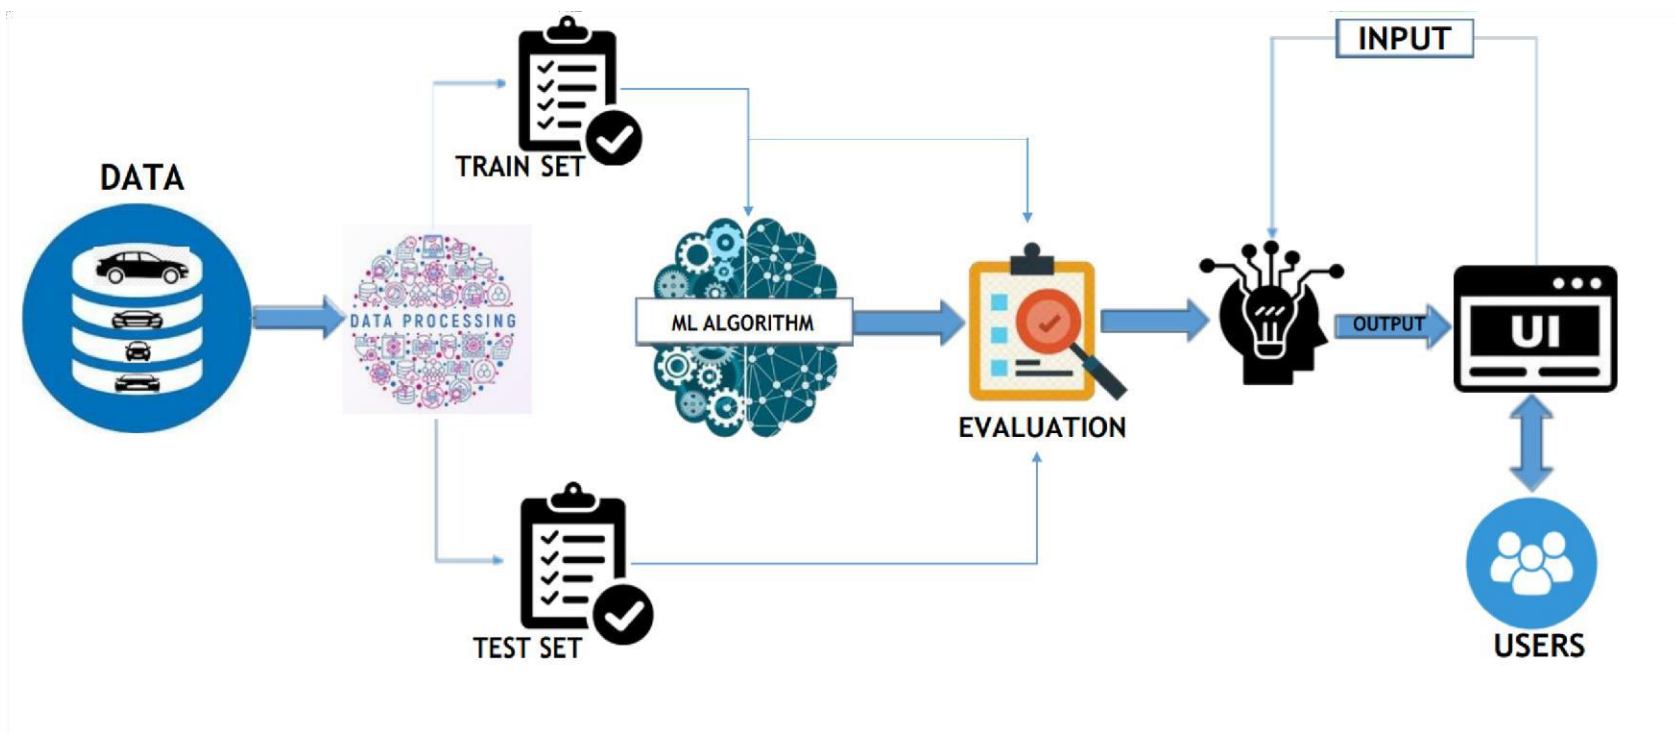 INPUT
TRAIN SET
DATA
DATA PROCESSING
ML ALGORITHM
OUTPUT
UI
EVALUATION
TEST SET
USERS